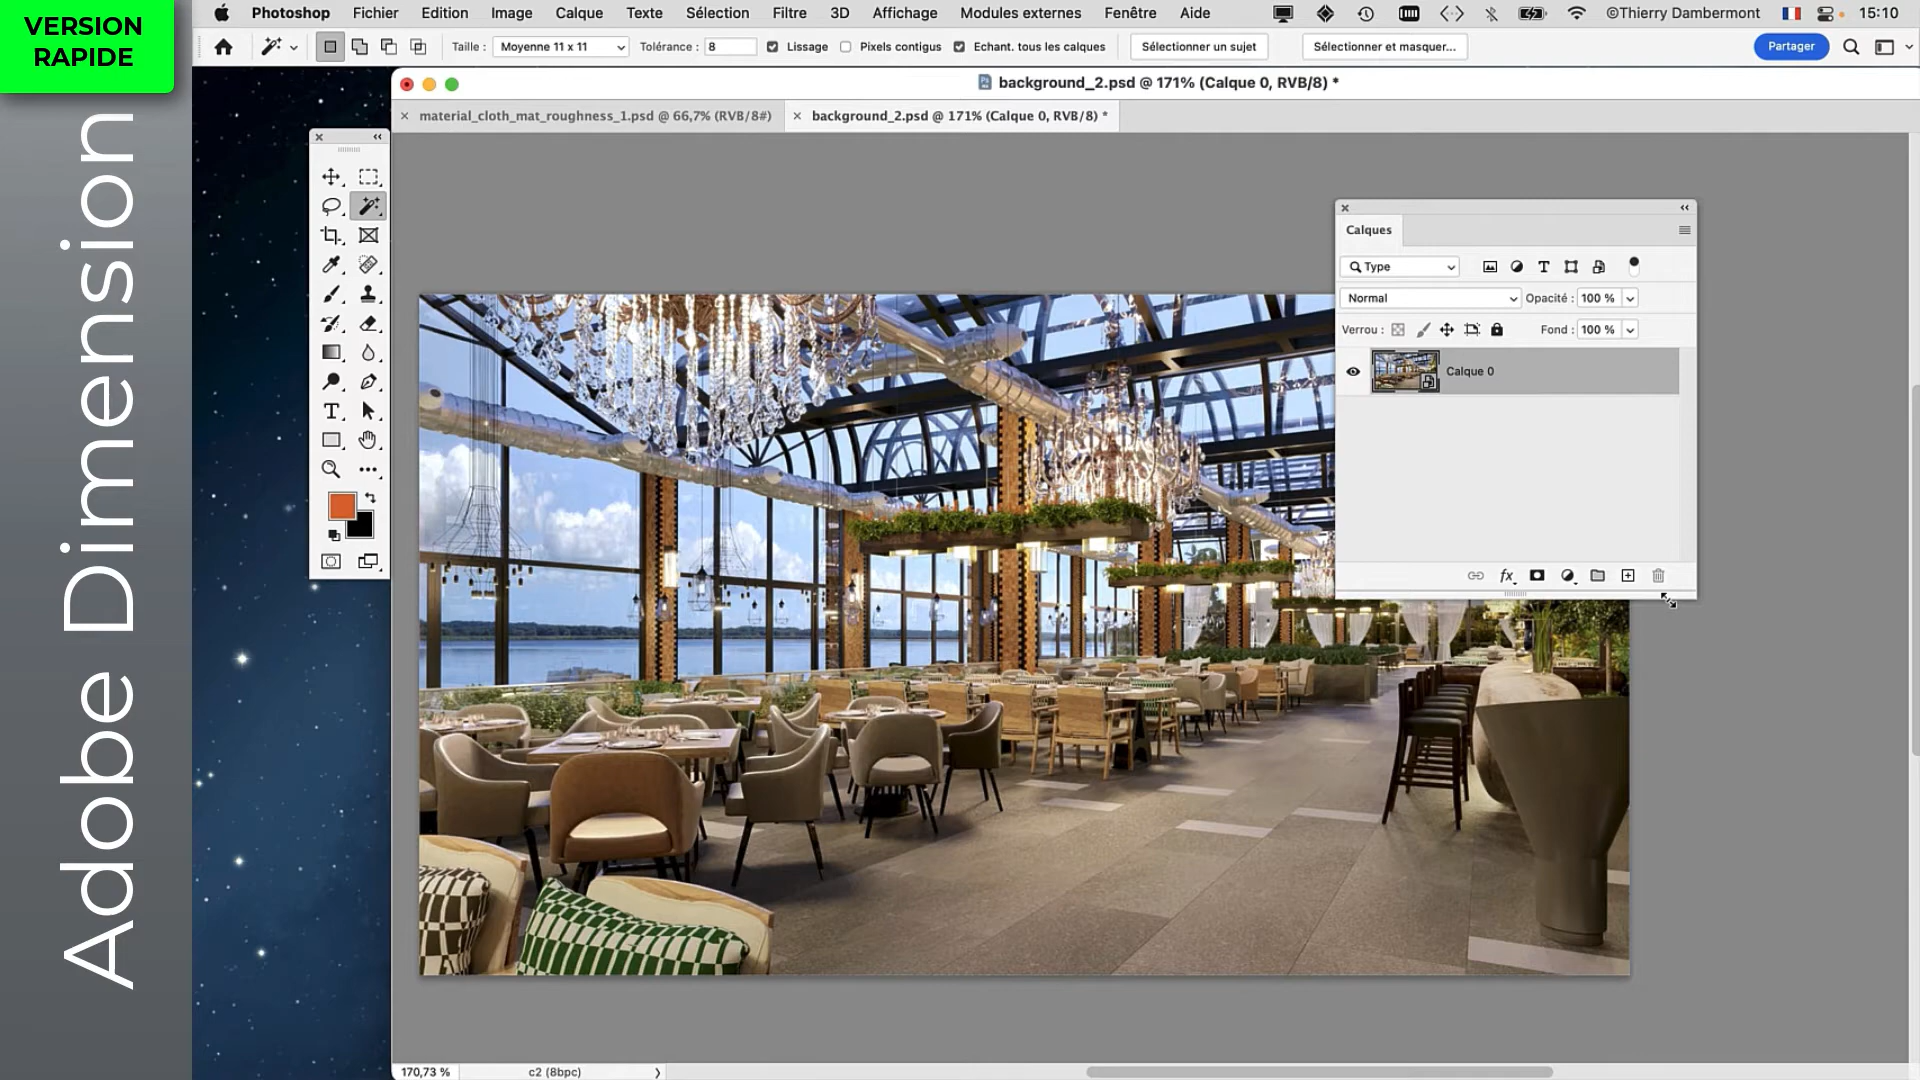 VERSION
RAPIDE
Adobe Dimension
Photoshop Fichier Edition Image Calque Texte Sélection Filtre 3D Affichage Modules externes Fenêtre Aide ©Thierry Dambermont 15:10
Taille : Moyenne 11 x 11 Tolérance : 8 Lissage Pixels contigus Echant. tous les calques Sélectionner un sujet Sélectionner et masquer... Partager
background_2.psd @ 171% (Calque 0, RVB/8) *
material_cloth_mat_roughness_1.psd @ 66,7% (RVB/8#) background_2.psd @ 171% (Calque 0, RVB/8) *
Calques
Type
Normal Opacité : 100 %
Verrou : Fond : 100 %
Calque 0
fx
170,73 % c2 (8bpc)